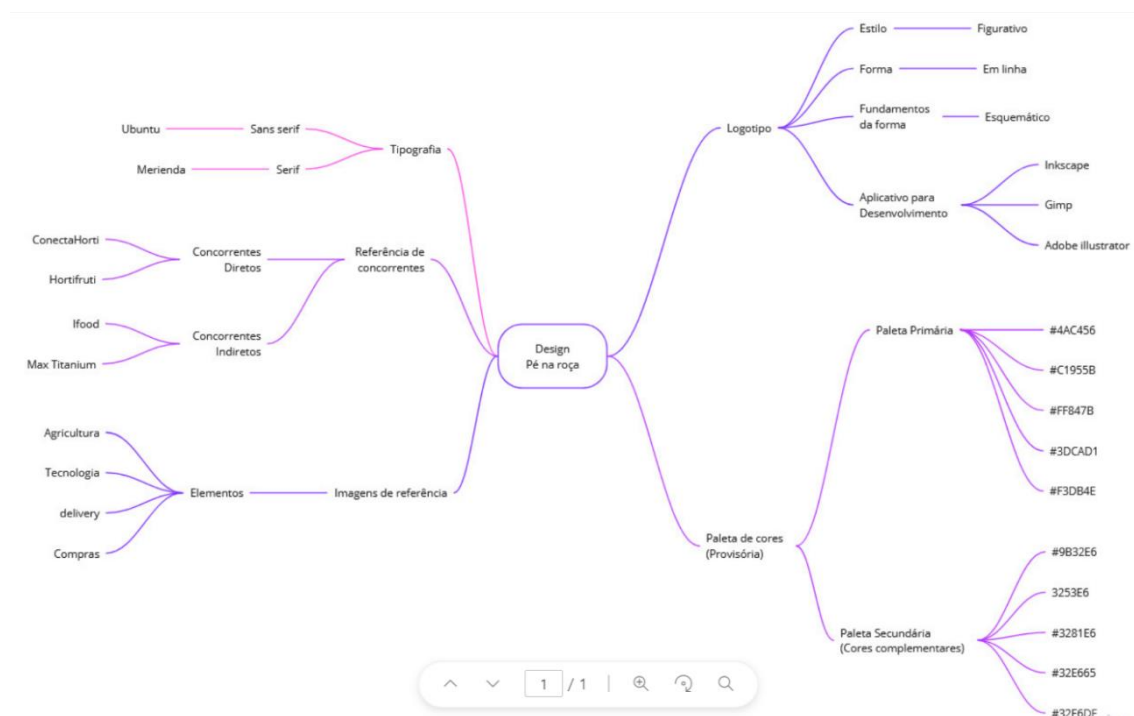 Design
Pé na roça
Tipografia
Sans serif
Ubuntu
Serif
Merienda
Referência de
concorrentes
Concorrentes
Diretos
ConectaHorti
Hortifruti
Concorrentes
Indiretos
Ifood
Max Titanium
Imagens de referência
Elementos
Agricultura
Tecnologia
delivery
Compras
Logotipo
Estilo
Figurativo
Forma
Em linha
Fundamentos
da forma
Esquemático
Aplicativo para
Desenvolvimento
Inkscape
Gimp
Adobe illustrator
Paleta de cores
(Provisória)
Paleta Primária
#4AC456
#C1955B
#FF847B
#3DCAD1
#F3DB4E
Paleta Secundária
(Cores complementares)
#9B32E6
3253E6
#3281E6
#32E665
1 / 1